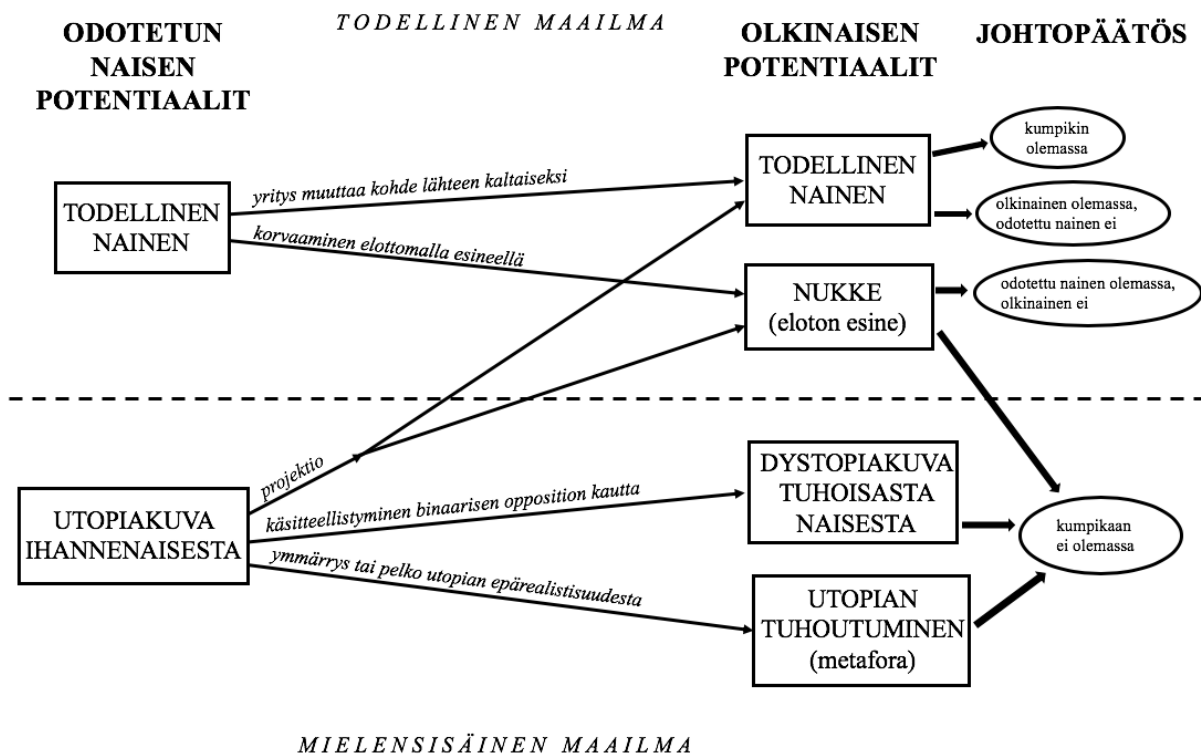 TODELLINEN MAAILMA
ODOTETUN
NAISEN
POTENTIAALIT
OLKINAISEN
POTENTIAALIT
JOHTOPÄÄTÖS
TODELLINEN
NAINEN
yritys muuttaa kohde lähteen kaltaiseksi
korvaaminen elottomalla esineellä
TODELLINEN
NAINEN
kumpikin
olemassa
olkinainen olemassa,
odotettu nainen ei
NUKKE
(eloton esine)
odotettu nainen olemassa,
olkinainen ei
UTOPIAKUVA
IHANNENAISESTA
projektio
käsitteellistyminen binaarisen opposition kautta
ymmärrys tai pelko utopian epärealistisuudesta
DYSTOPIAKUVA
TUHOISASTA
NAISESTA
UTOPIAN
TUHOUTUMINEN
(metafora)
kumpikaan
ei olemassa
MIELENSISÄINEN MAAILMA